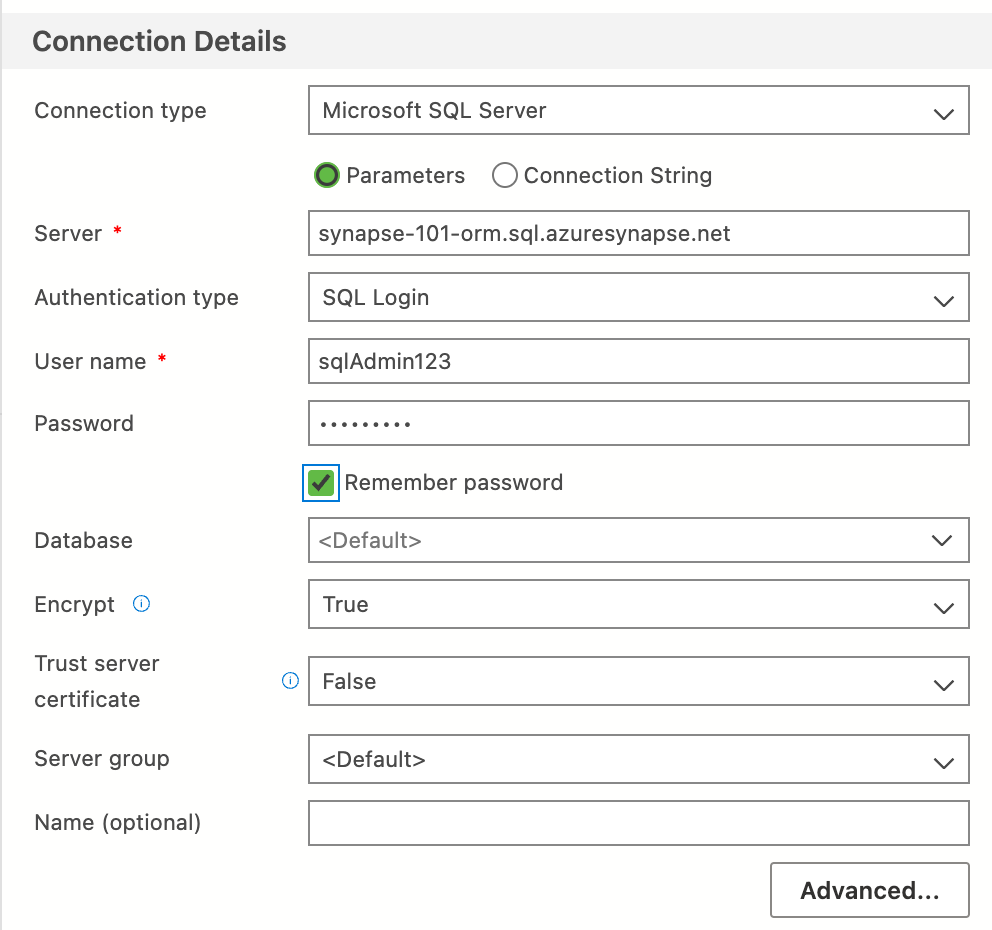 Connection Details
Connection type
Microsoft SQL Server
Parameters
Connection String
Server *
synapse-101-orm.sql.azuresynapse.net
Authentication type
SQL Login
User name *
sqlAdmin123
Password
•••••••••
Remember password
Database
<Default>
Encrypt
True
Trust server
certificate
False
Server group
<Default>
Name (optional)
Advanced...